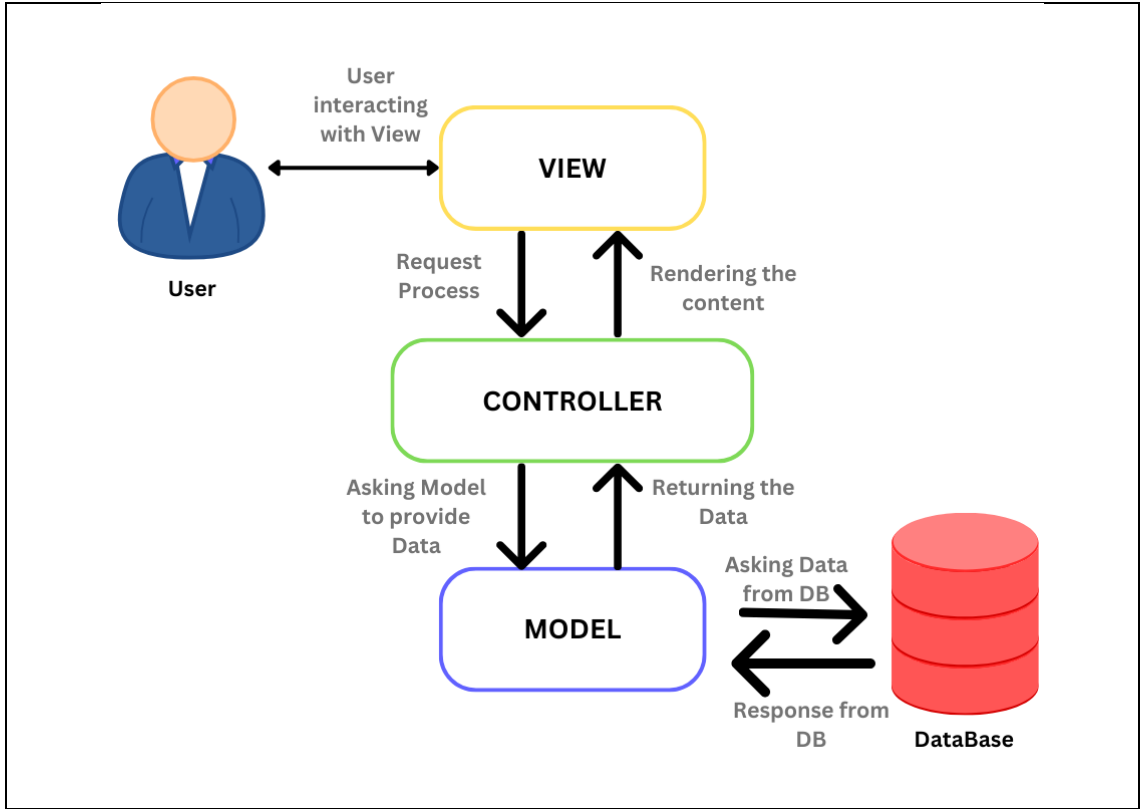 User
interacting
with View
VIEW
User
Request
Process
Rendering the
content
CONTROLLER
Asking Model
to provide
Data
Returning the
Data
MODEL
Asking Data
from DB
Response from
DB
DataBase